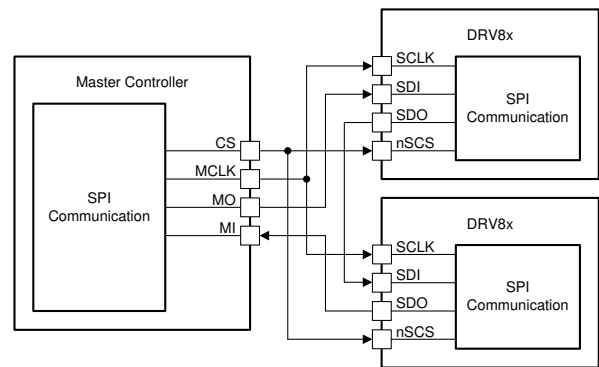 Master Controller
SPI
Communication
CS
MCLK
MO
MI
DRV8x
SCLK
SDI
SDO
nSCS
SPI
Communication
DRV8x
SCLK
SDI
SDO
nSCS
SPI
Communication